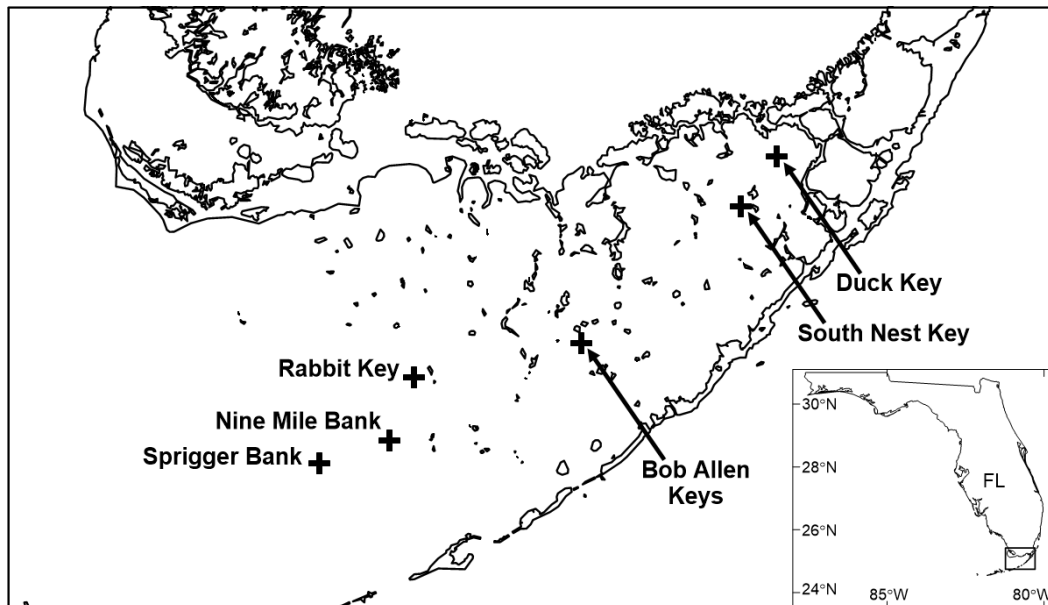 Duck Key
South Nest Key
Rabbit Key
Nine Mile Bank
Sprigger Bank
Bob Allen
Keys
30°N
28°N
26°N
24°N
FL
85°W
80°W